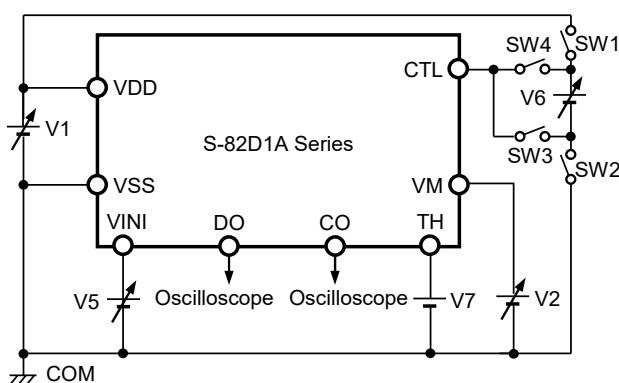 SW1
SW4
CTL
VDD
V6
V1
S-82D1A Series
SW3
SW2
VSS
VM
VINI
DO
CO
TH
V5
Oscilloscope
Oscilloscope
V7
V2
COM